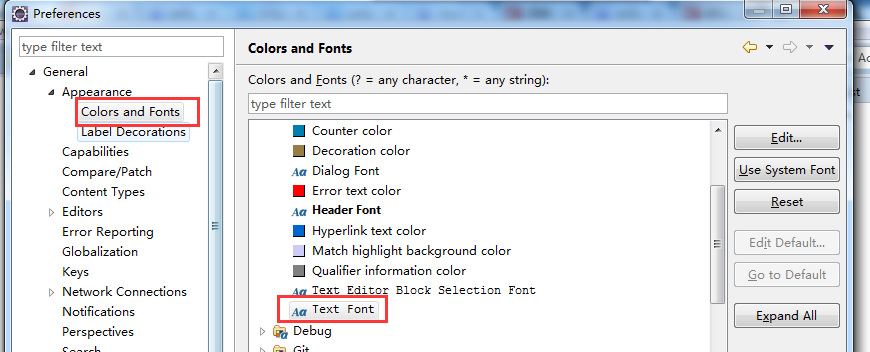 Preferences
type filter text
General
Appearance
Colors and Fonts
Label Decorations
Capabilities
Compare/Patch
Content Types
Editors
Error Reporting
Globalization
Keys
Network Connections
Notifications
Perspectives
Search
Colors and Fonts
Colors and Fonts (? = any character, * = any string):
type filter text
Counter color
Decoration color
Aa Dialog Font
Error text color
Aa Header Font
Hyperlink text color
Match highlight background color
Qualifier information color
Aa Text Editor Block Selection Font
Aa Text Font
Debug
Git
Edit...
Use System Font
Reset
Edit Default...
Go to Default
Expand All